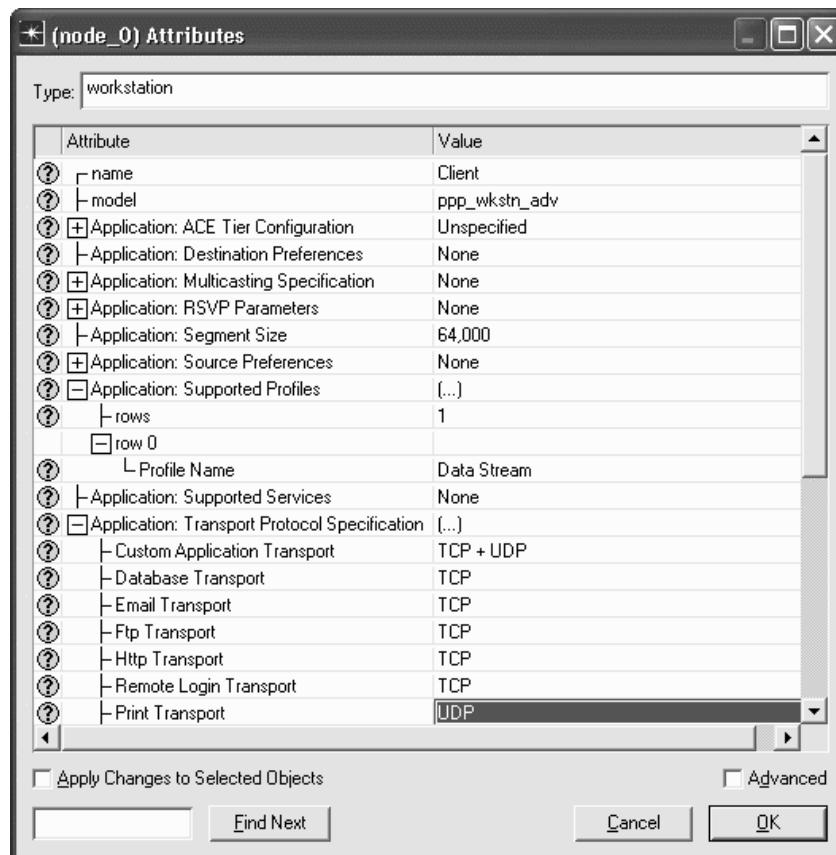 (node_0) Attributes
Type: workstation
Attribute Value
name Client
model ppp_wkstn_adv
Application: ACE Tier Configuration Unspecified
Application: Destination Preferences None
Application: Multicasting Specification None
Application: RSVP Parameters None
Application: Segment Size 64,000
Application: Source Preferences None
Application: Supported Profiles (...)
rows 1
row 0
Profile Name Data Stream
Application: Supported Services None
Application: Transport Protocol Specification (...)
Custom Application Transport TCP + UDP
Database Transport TCP
Email Transport TCP
Ftp Transport TCP
Http Transport TCP
Remote Login Transport TCP
Print Transport UDP
Apply Changes to Selected Objects Advanced
Find Next Cancel OK